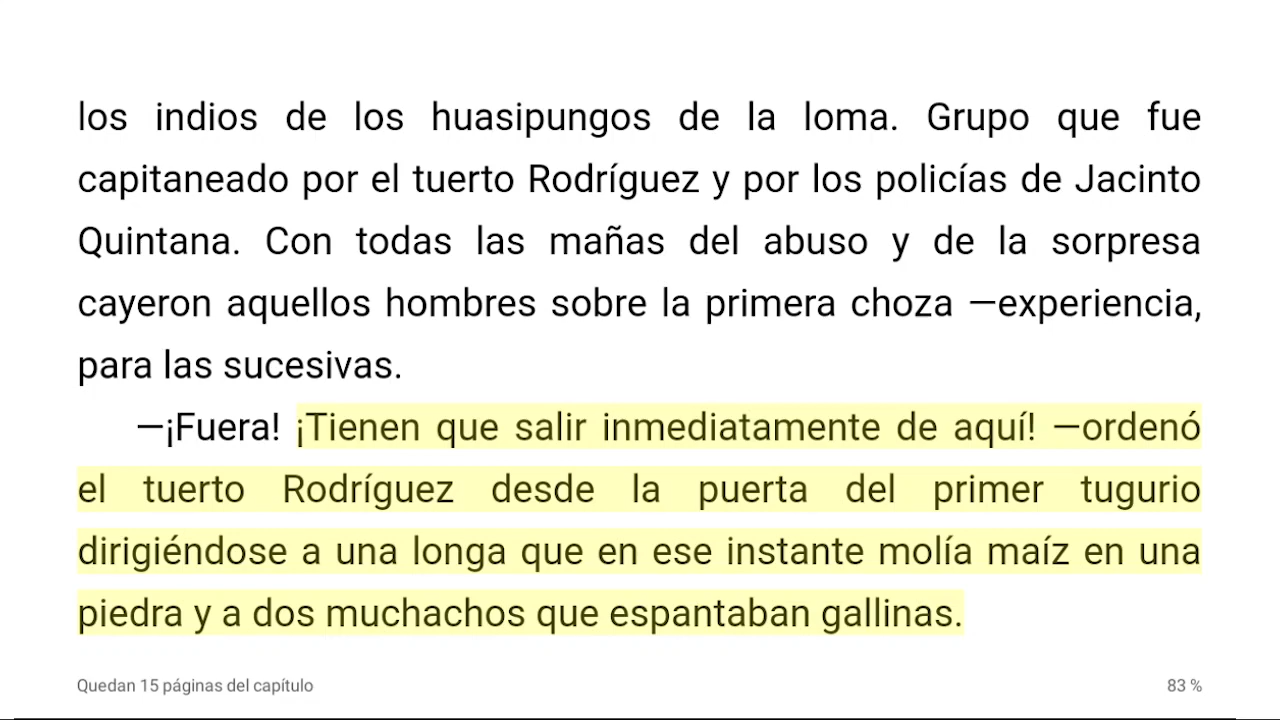 los indios de los huasipungos de la loma. Grupo que fue
capitaneado por el tuerto Rodríguez y por los policías de Jacinto
Quintana. Con todas las mañas del abuso y de la sorpresa
cayeron aquellos hombres sobre la primera choza —experiencia,
para las sucesivas.
—¡Fuera! ¡Tienen que salir inmediatamente de aquí! —ordenó
el tuerto Rodríguez desde la puerta del primer tugurio
dirigiéndose a una longa que en ese instante molía maíz en una
piedra y a dos muchachos que espantaban gallinas.
Quedan 15 páginas del capítulo 83 %